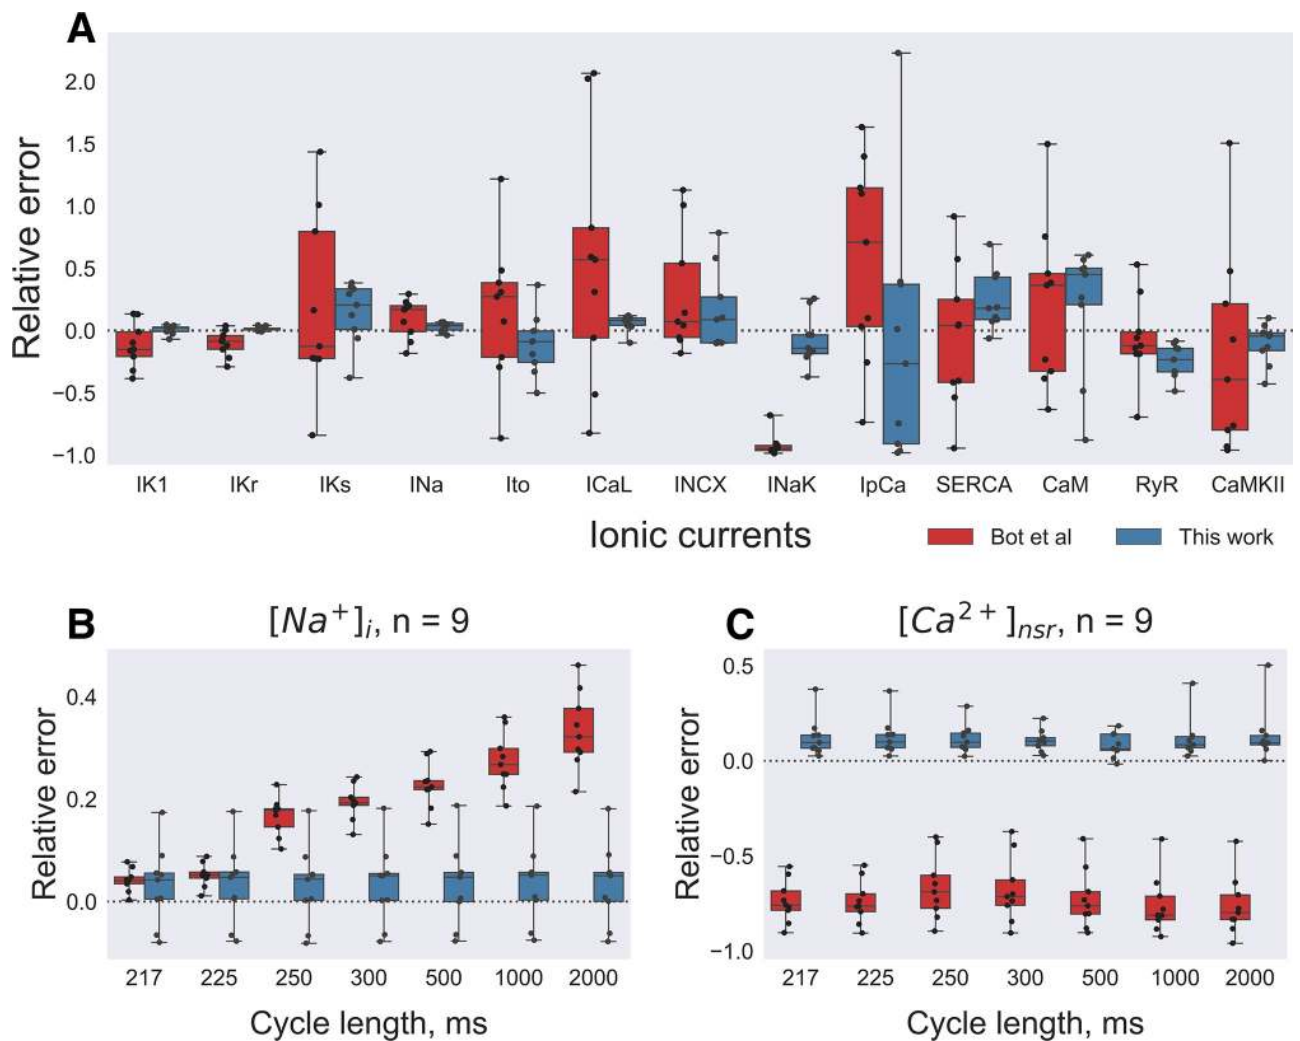 A
Relative error
2.0
1.5
1.0
0.5
0.0
−0.5
−1.0
IK1 IKr IKs INa Ito ICaL INCX INaK IpCa SERCA CaM RyR CaMKII
Ionic currents
Bot et al This work
B
[Na⁺]ᵢ, n = 9
Relative error
0.4
0.2
0.0
217 225 250 300 500 1000 2000
Cycle length, ms
C
[Ca²⁺]nsr, n = 9
Relative error
0.5
0.0
−0.5
−1.0
217 225 250 300 500 1000 2000
Cycle length, ms